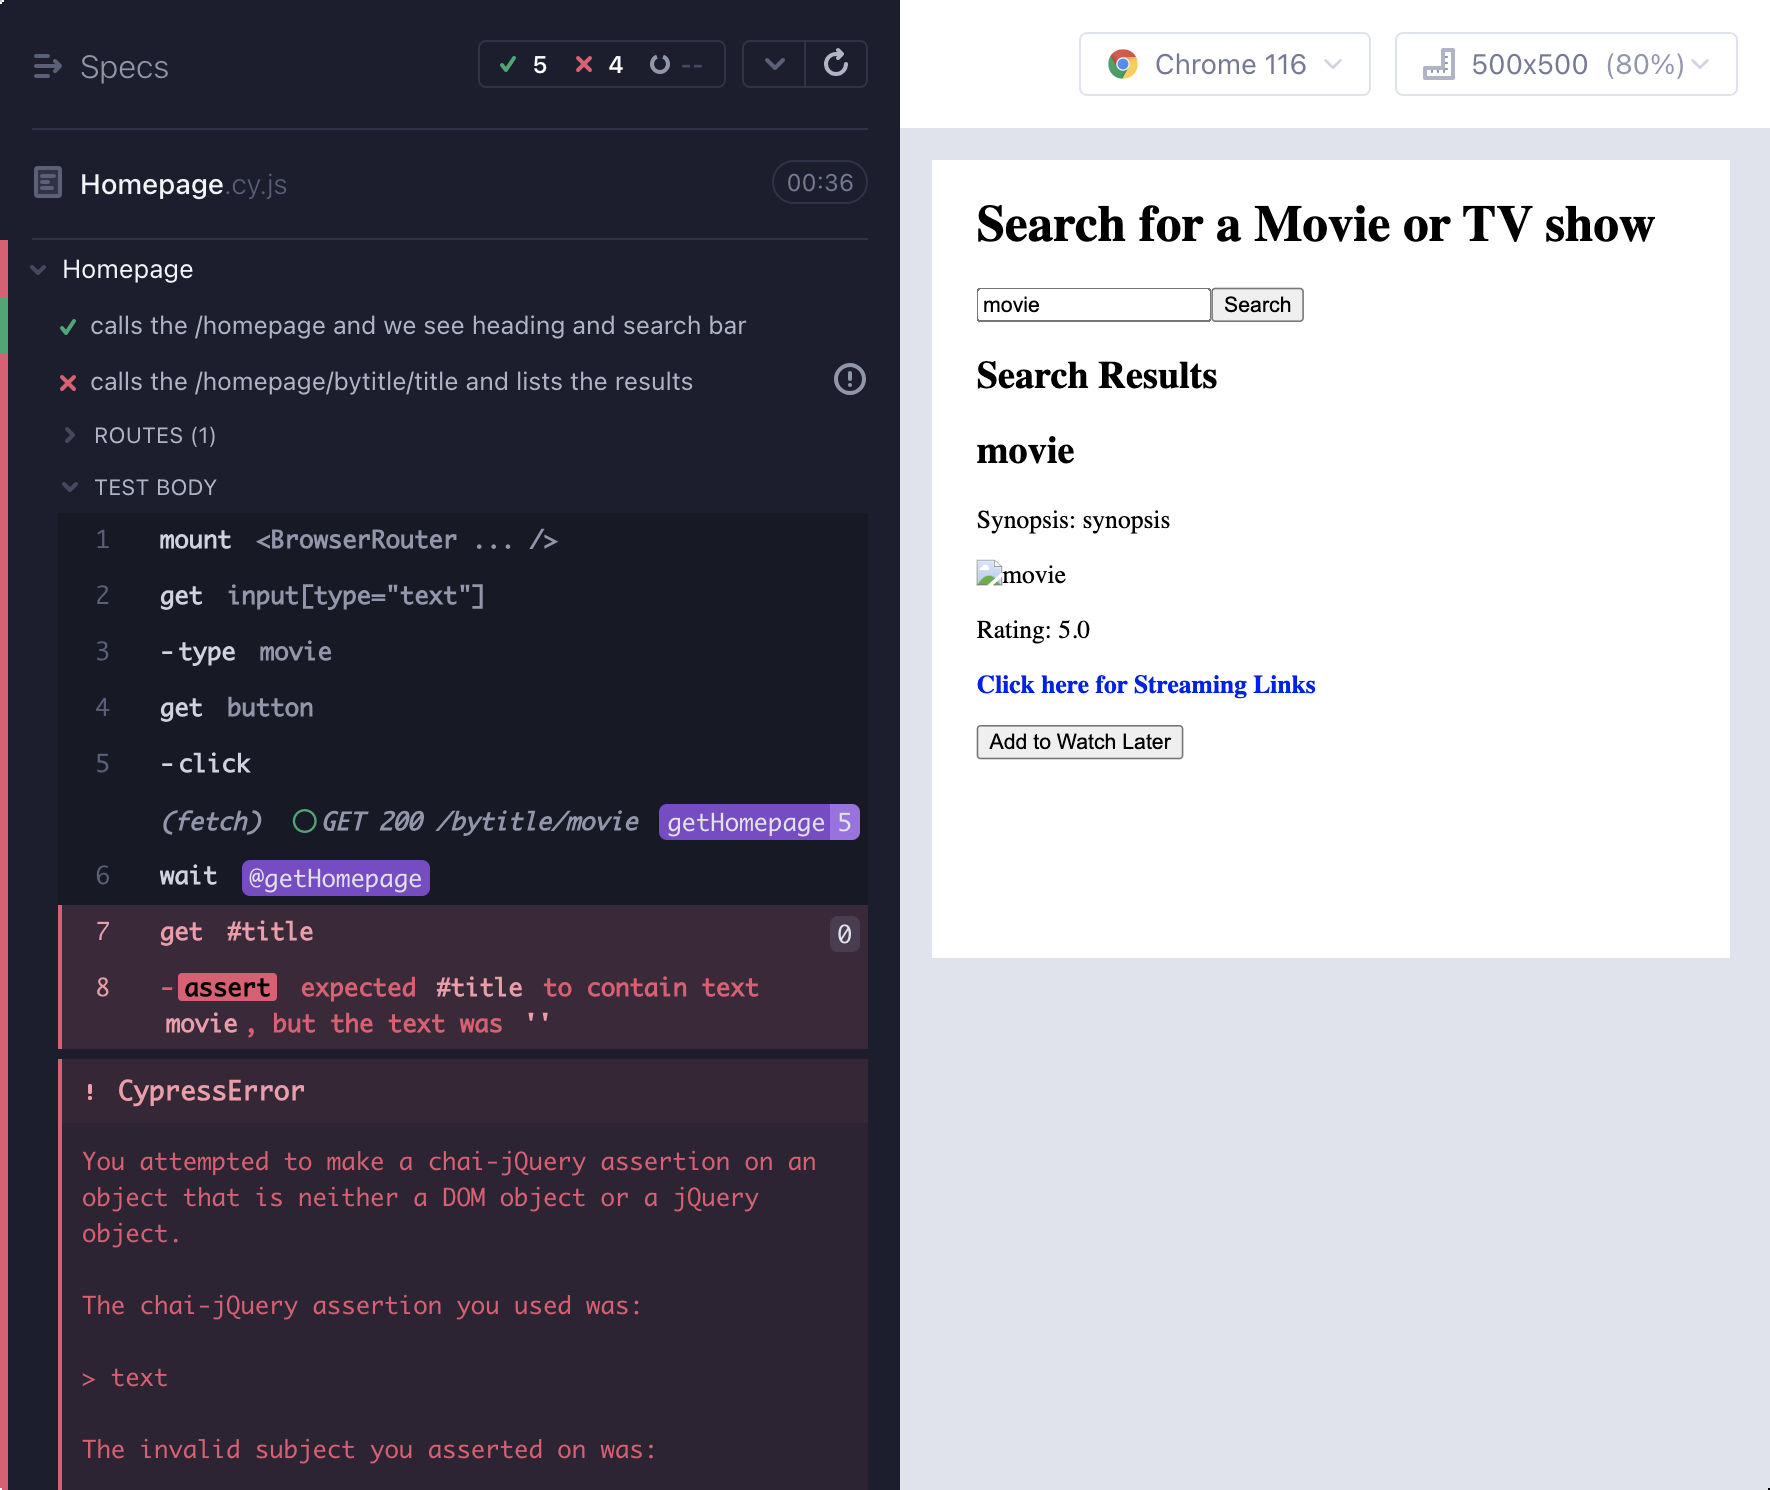 Specs
5 4 --
Homepage.cy.js
00:36
Homepage
calls the /homepage and we see heading and search bar
calls the /homepage/bytitle/title and lists the results
ROUTES (1)
TEST BODY
1 mount <BrowserRouter ... />
2 get input[type="text"]
3 -type movie
4 get button
5 -click
(fetch) GET 200 /bytitle/movie getHomepage 5
6 wait @getHomepage
7 get #title 0
8 -assert expected #title to contain text
movie, but the text was ''
! CypressError
You attempted to make a chai-jQuery assertion on an
object that is neither a DOM object or a jQuery
object.
The chai-jQuery assertion you used was:
> text
The invalid subject you asserted on was:
Chrome 116
500x500 (80%)
Search for a Movie or TV show
movie Search
Search Results
movie
Synopsis: synopsis
movie
Rating: 5.0
Click here for Streaming Links
Add to Watch Later